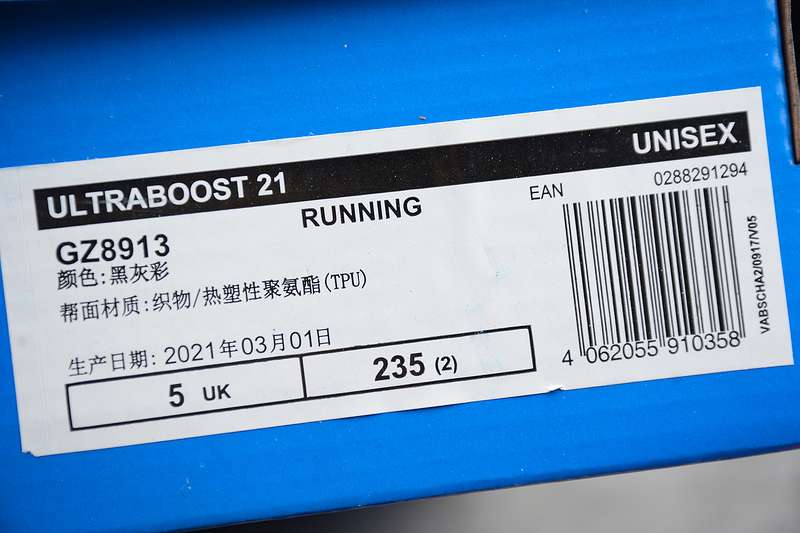 ULTRABOOST 21 UNISEX
RUNNING
EAN 0288291294
GZ8913
颜色:黑灰彩
帮面材质:织物/热塑性聚氨酯(TPU)
生产日期: 2021年03月01日
5 UK 235 (2)
4 062055 910358
VABSCHA2/0917/V05